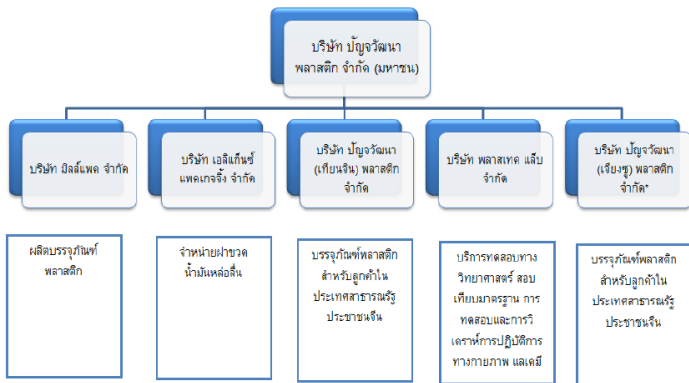 บริษัท ปัญจวัฒนา
พลาสติก จำกัด (มหาชน)
บริษัท มิลล์แพค จำกัด
บริษัท เอลิแก็นซ์
แพคเกจจิ้ง จำกัด
บริษัท ปัญจวัฒนา
(เทียนจิน) พลาสติก
จำกัด
บริษัท พลาสเทค แล็บ
จำกัด
บริษัท ปัญจวัฒนา
(เจียงซู) พลาสติก
จำกัด*
ผลิตบรรจุภัณฑ์
พลาสติก
จำหน่ายฝาขวด
น้ำมันหล่อลื่น
บรรจุภัณฑ์พลาสติก
สำหรับลูกค้าใน
ประเทศสาธารณรัฐ
ประชาชนจีน
บริการทดสอบทาง
วิทยาศาสตร์ สอบ
เทียบมาตรฐาน การ
ทดสอบและการวิ
เคราะห์การปฏิบัติการ
ทางกายภาพ แลเคมี
บรรจุภัณฑ์พลาสติก
สำหรับลูกค้าใน
ประเทศสาธารณรัฐ
ประชาชนจีน